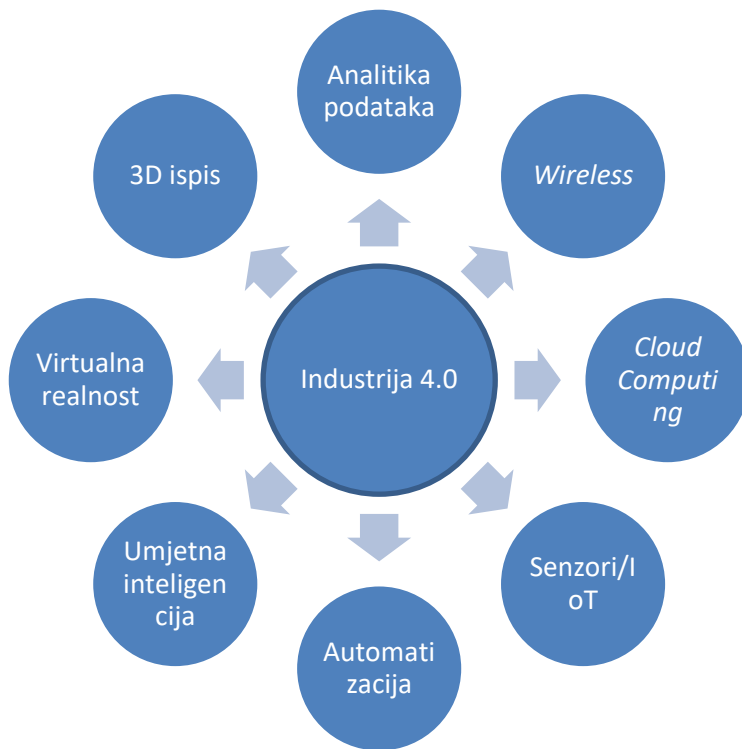 Analitika
podataka
Wireless
Cloud
Computi
ng
Senzori/I
oT
Automati
zacija
Umjetna
inteligen
cija
Virtualna
realnost
3D ispis
Industrija 4.0